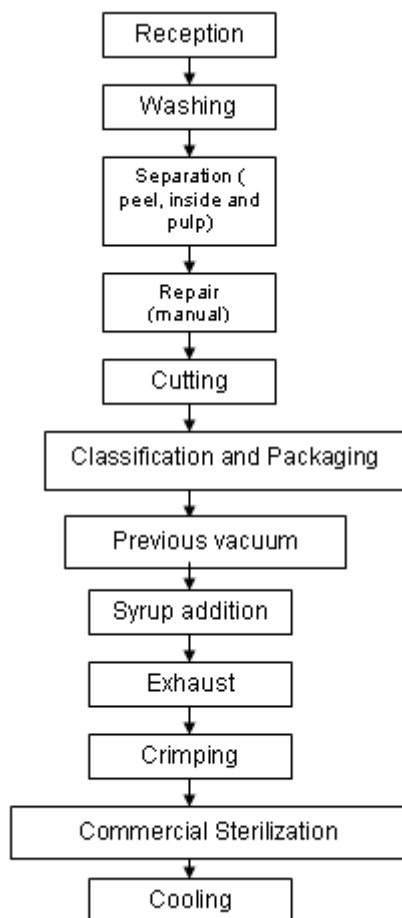 Reception
Washing
Separation (
peel, inside and
pulp)
Repair
(manual)
Cutting
Classification and Packaging
Previous vacuum
Syrup addition
Exhaust
Crimping
Commercial Sterilization
Cooling